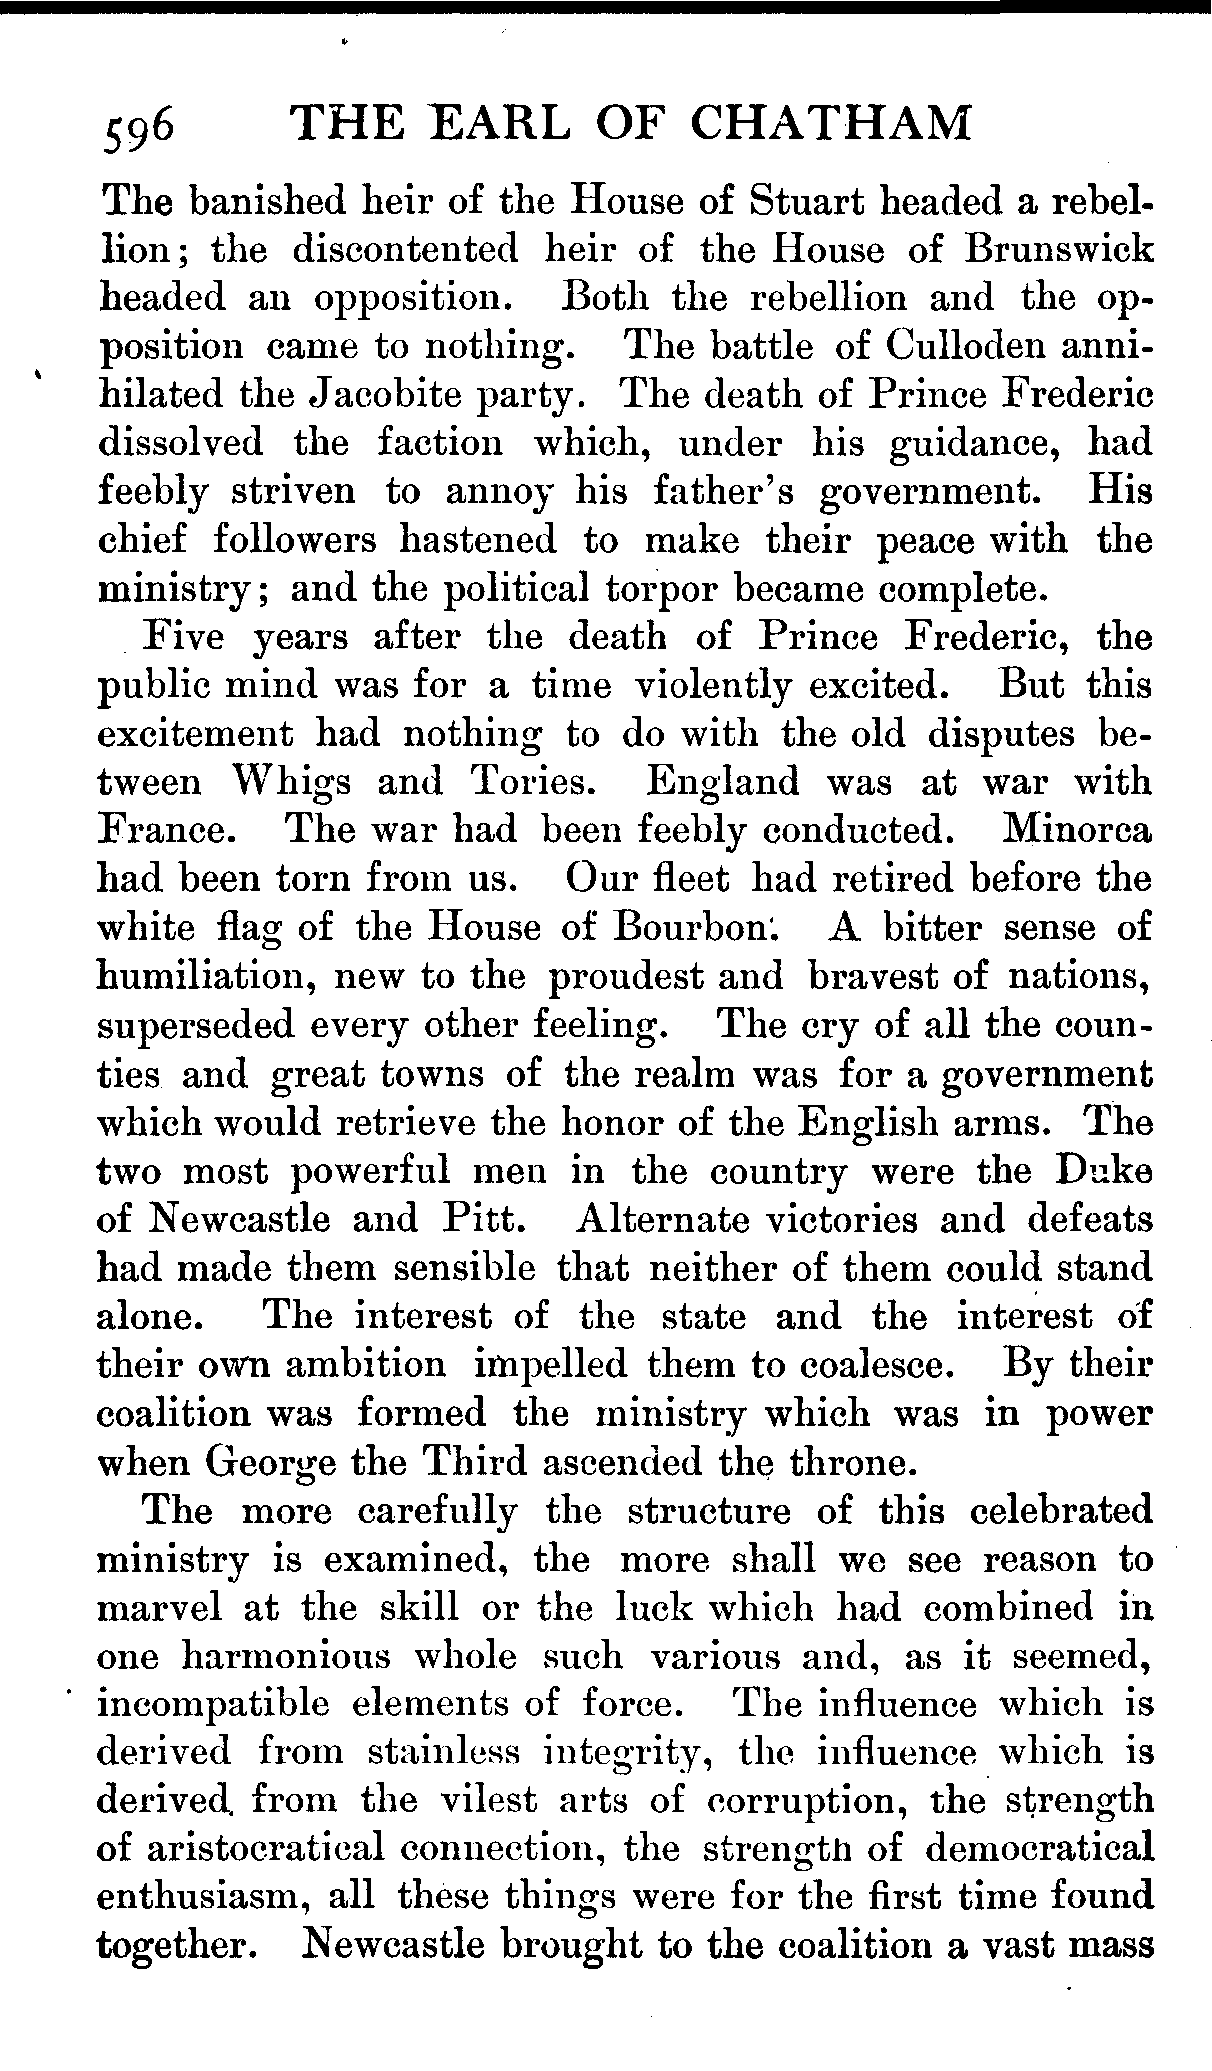 596 THE EARL OF CHATHAM
The banished heir of the House of Stuart headed a rebel-
lion; the discontented heir of the House of Brunswick
headed an opposition. Both the rebellion and the op-
position came to nothing. The battle of Culloden anni-
hilated the Jacobite party. The death of Prince Frederic
dissolved the faction which, under his guidance, had
feebly striven to annoy his father's government. His
chief followers hastened to make their peace with the
ministry; and the political torpor became complete.
Five years after the death of Prince Frederic, the
public mind was for a time violently excited. But this
excitement had nothing to do with the old disputes be-
tween Whigs and Tories. England was at war with
France. The war had been feebly conducted. Minorca
had been torn from us. Our fleet had retired before the
white flag of the House of Bourbon. A bitter sense of
humiliation, new to the proudest and bravest of nations,
superseded every other feeling. The cry of all the coun-
ties and great towns of the realm was for a government
which would retrieve the honor of the English arms. The
two most powerful men in the country were the Duke
of Newcastle and Pitt. Alternate victories and defeats
had made them sensible that neither of them could stand
alone. The interest of the state and the interest of
their own ambition impelled them to coalesce. By their
coalition was formed the ministry which was in power
when George the Third ascended the throne.
The more carefully the structure of this celebrated
ministry is examined, the more shall we see reason to
marvel at the skill or the luck which had combined in
one harmonious whole such various and, as it seemed,
incompatible elements of force. The influence which is
derived from stainless integrity, the influence which is
derived from the vilest arts of corruption, the strength
of aristocratical connection, the strength of democratical
enthusiasm, all these things were for the first time found
together. Newcastle brought to the coalition a vast mass